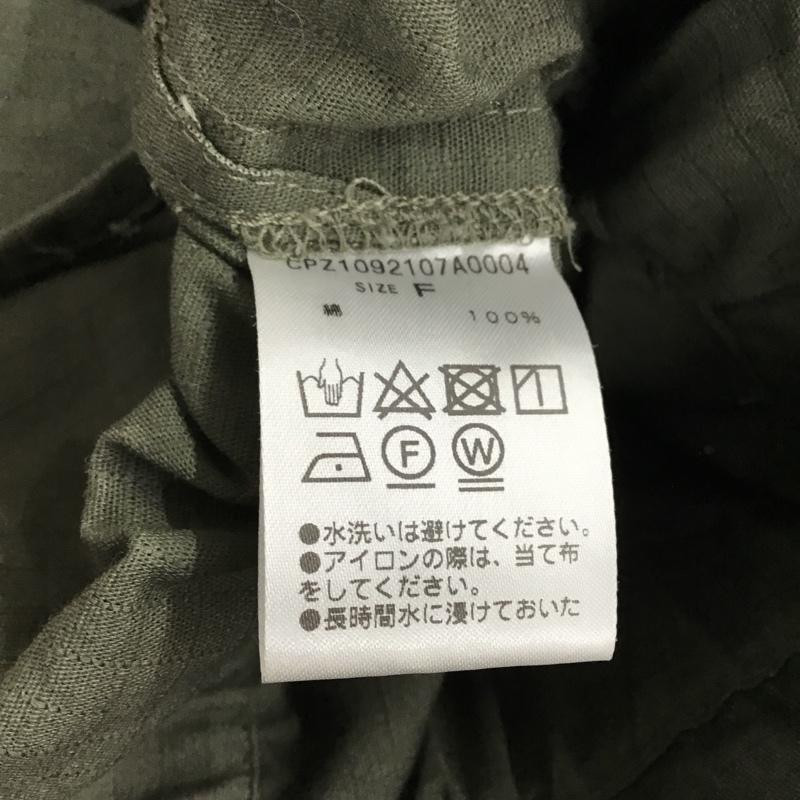 CPZ1092107A0004
SIZE F
綿 100%
F W
●水洗いは避けてください。
●アイロンの際は、当て布
をしてください。
●長時間水に浸けておいた